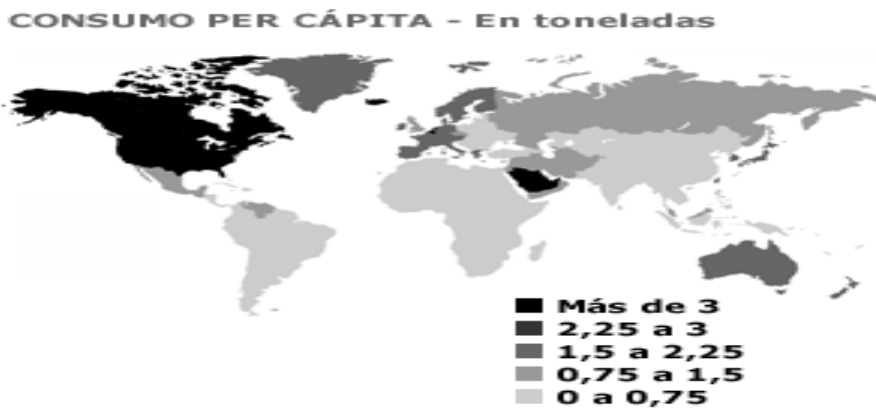 CONSUMO PER CÁPITA - En toneladas
Más de 3
2,25 a 3
1,5 a 2,25
0,75 a 1,5
0 a 0,75